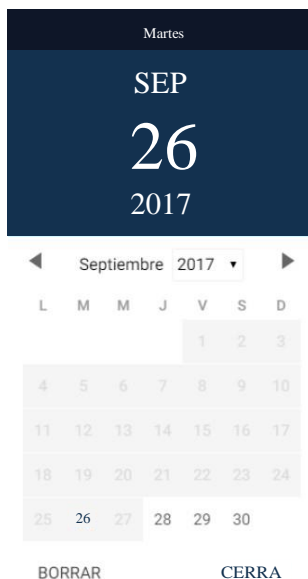 Martes
SEP
26
2017
Septiembre 2017
L M M J V S D
1 2 3
4 5 6 7 8 9 10
11 12 13 14 15 16 17
18 19 20 21 22 23 24
25 26 27 28 29 30
BORRAR CERRA